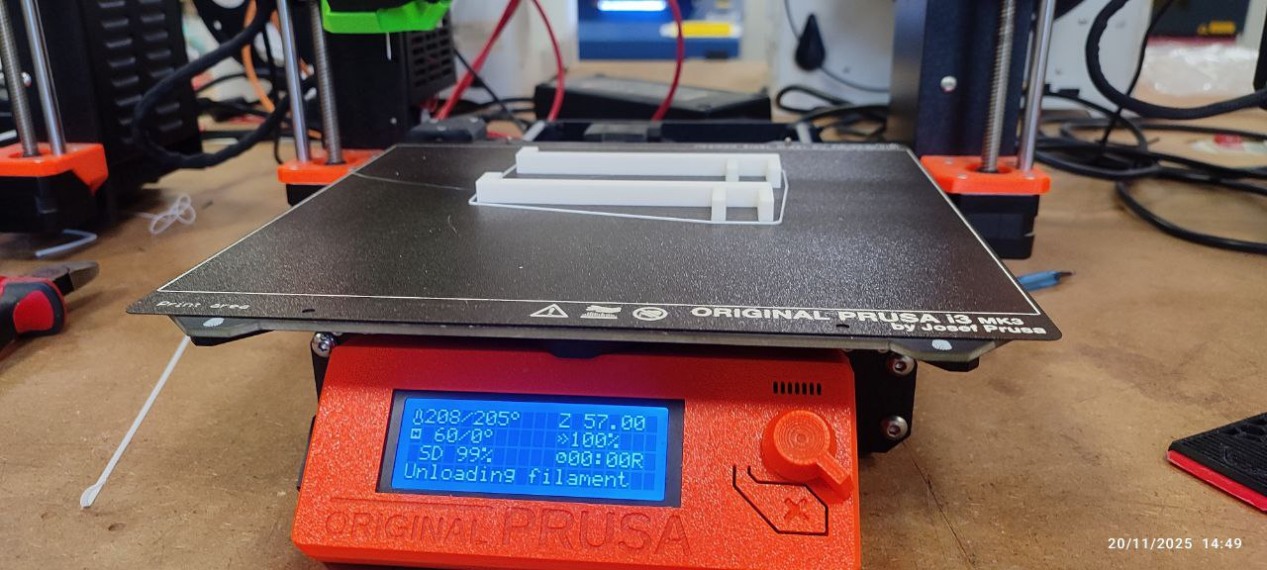 Print area
ORIGINAL PRUSA i3 MK3
by Josef Prusa
208/205° Z 57.00
60/0° »100%
SD 99% 00:00R
Unloading filament
ORIGINAL PRUSA
20/11/2025 14:49